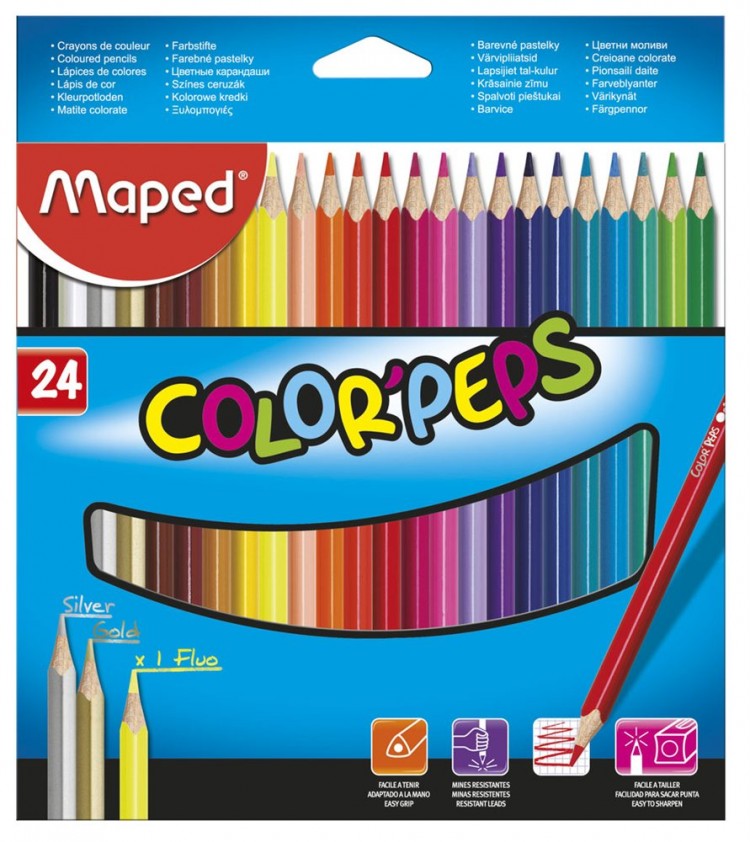 • Crayons de couleur
• Coloured pencils
• Lápices de colores
• Lápis de cor
• Kleurpotloden
• Matite colorate
• Farbstifte
• Farebné pastelky
• Цветные карандаши
• Színes ceruzák
• Kolorowe kredki
• Ξυλομπογιές
• Barevné pastelky
• Värvipliiatsid
• Lapsijiet tal-kulur
• Krāsainie zīmu
• Spalvoti pieštukai
• Barvice
• Цветни моливи
• Creioane colorate
• Pionsailí daite
• Farveblyanter
• Värikynät
• Färgpennor
Maped®
24
COLOR'PEPS
COLOR'PEPS
Silver
Gold
x 1 Fluo
FACILE A TENIR
ADAPTADO A LA MANO
EASY GRIP
MINES RESISTANTES
MINAS RESISTENTES
RESISTANT LEADS
FACILE A TAILLER
FACILIDAD PARA SACAR PUNTA
EASY TO SHARPEN